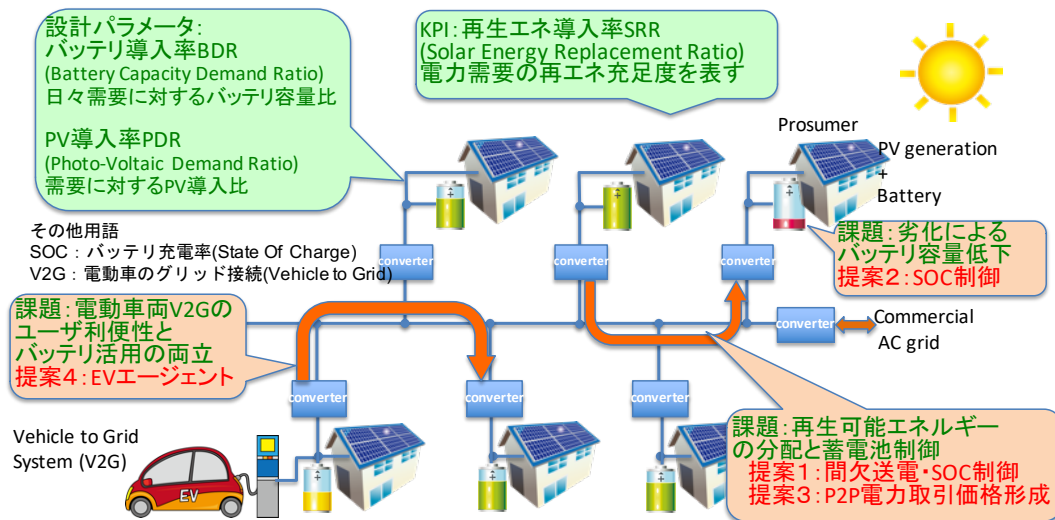 設計パラメータ:
バッテリ導入率BDR
(Battery Capacity Demand Ratio)
日々需要に対するバッテリ容量比
PV導入率PDR
(Photo-Voltaic Demand Ratio)
需要に対するPV導入比
KPI:再生エネ導入率SRR
(Solar Energy Replacement Ratio)
電力需要の再エネ充足度を表す
Prosumer
PV generation
+
Battery
その他用語
SOC:バッテリ充電率(State Of Charge)
V2G:電動車のグリッド接続(Vehicle to Grid)
converter
converter
converter
課題:劣化による
バッテリ容量低下
提案2:SOC制御
課題:電動車両V2Gの
ユーザ利便性と
バッテリ活用の両立
提案4:EVエージェント
converter
Commercial
AC grid
converter
converter
converter
課題:再生可能エネルギー
の分配と蓄電池制御
提案1:間欠送電・SOC制御
提案3:P2P電力取引価格形成
Vehicle to Grid
System (V2G)
EV